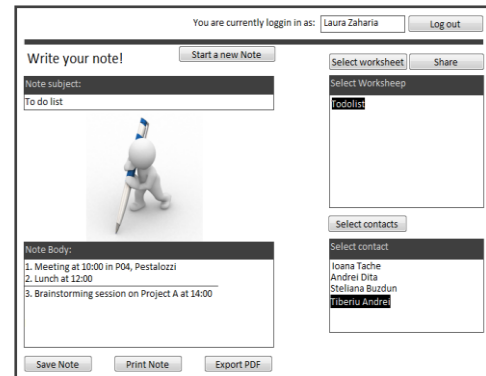 You are currently loggin in as: Laura Zaharia Log out
Write your note! Start a new Note
Select worksheet Share
Note subject:
To do list
Select Worksheep
Todolist
Select contacts
Note Body:
1. Meeting at 10:00 in P04, Pestalozzi
2. Lunch at 12:00
3. Brainstorming session on Project A at 14:00
Select contact
Ioana Tache
Andrei Dita
Steliana Buzdun
Tiberiu Andrei
Save Note Print Note Export PDF